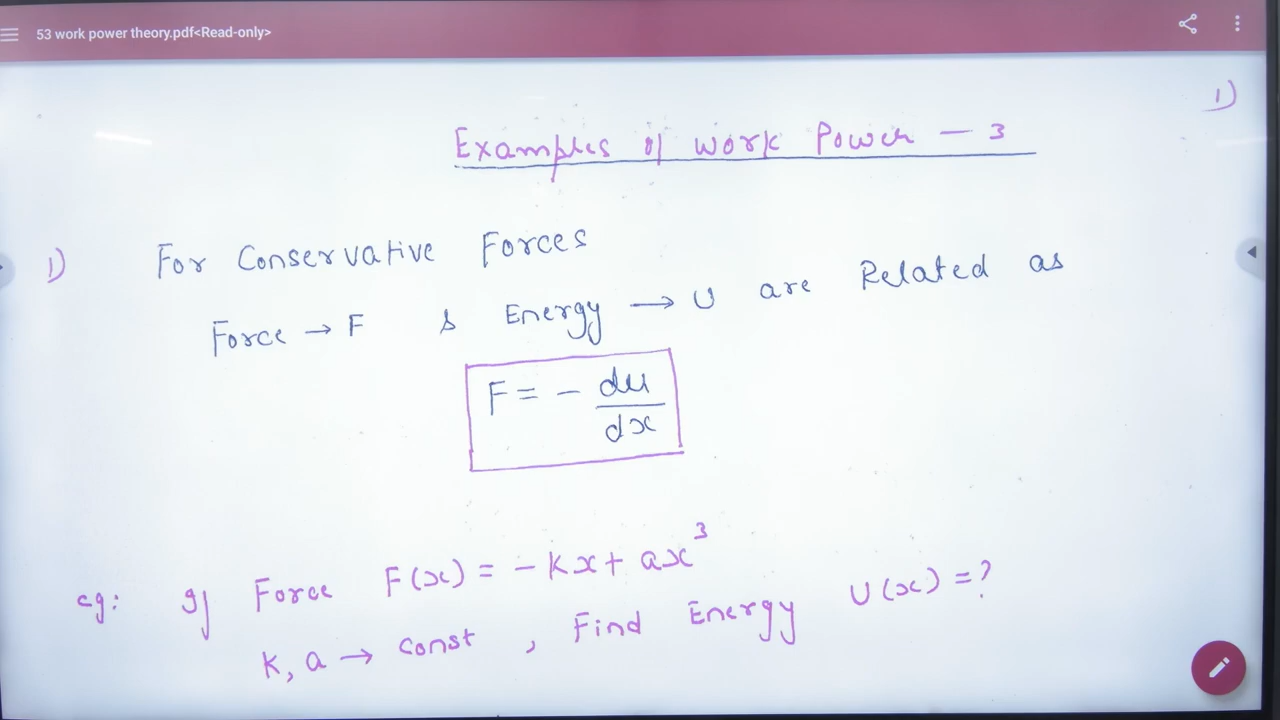 53 work power theory.pdf<Read-only>
1)
Examples of work Power - 3
1) For Conservative Forces
Force → F & Energy → U are Related as
F = - du/dx
eg: If Force F(x) = - kx + ax³
K, a → const , Find Energy U(x) = ?